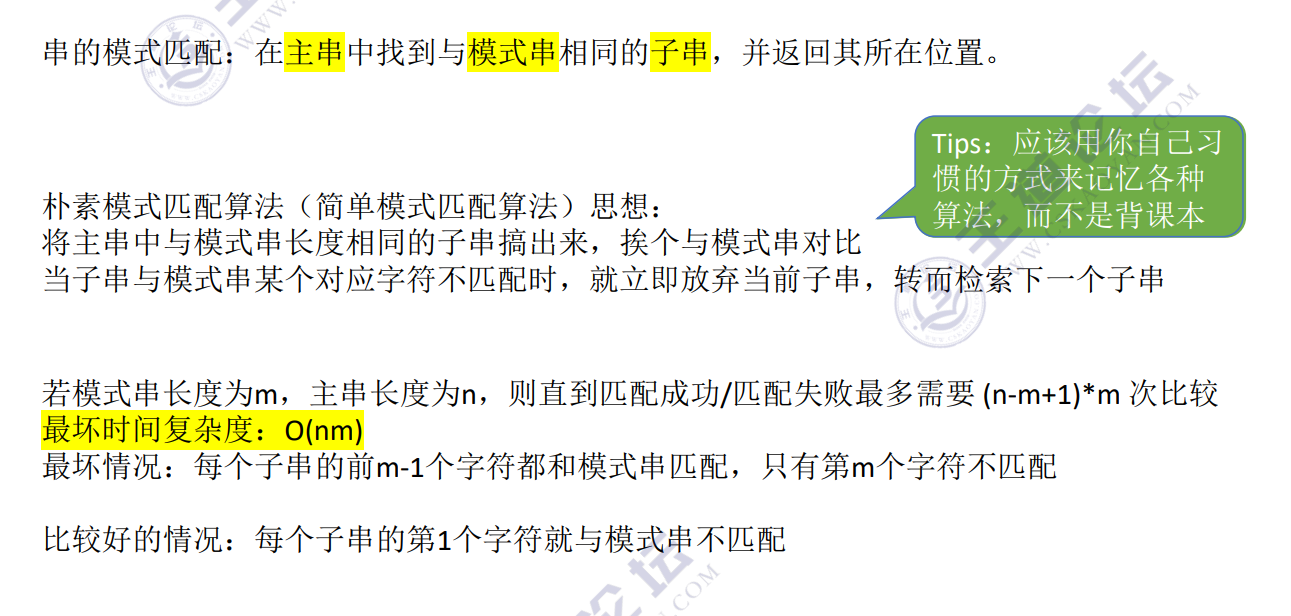 串的模式匹配：在主串中找到与模式串相同的子串，并返回其所在位置。
Tips：应该用你自己习
惯的方式来记忆各种
算法，而不是背课本
朴素模式匹配算法（简单模式匹配算法）思想：
将主串中与模式串长度相同的子串搞出来，挨个与模式串对比
当子串与模式串某个对应字符不匹配时，就立即放弃当前子串，转而检索下一个子串
若模式串长度为m，主串长度为n，则直到匹配成功/匹配失败最多需要 (n-m+1)*m 次比较
最坏时间复杂度：O(nm)
最坏情况：每个子串的前m-1个字符都和模式串匹配，只有第m个字符不匹配
比较好的情况：每个子串的第1个字符就与模式串不匹配